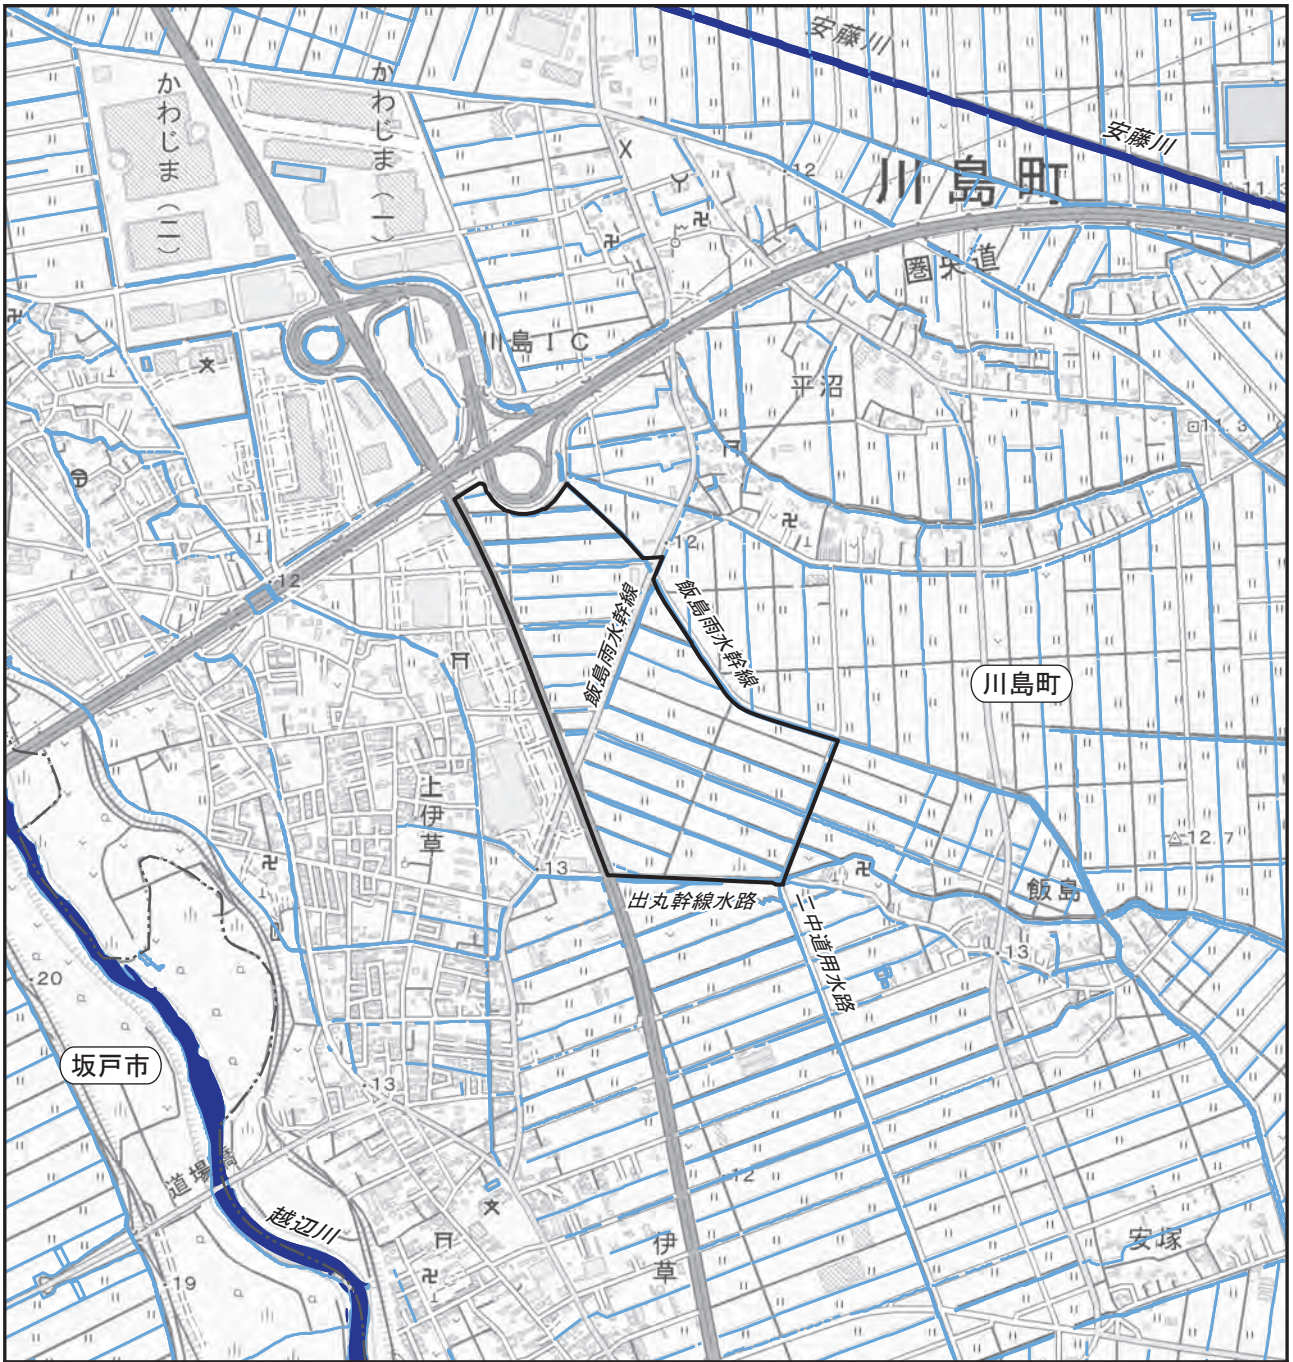 安藤川
かわじま(二)
かわじま(一)
安藤川
川島町
12
11.3
圏央道
川島IC
平沼
11.3
12
12
飯島雨水幹線
飯島雨水幹線
川島町
上伊草
12.7
13
飯島
出丸幹線水路
二中道用水路
13
20
坂戸市
13
道場橋
12
越辺川
伊草
安塚
19